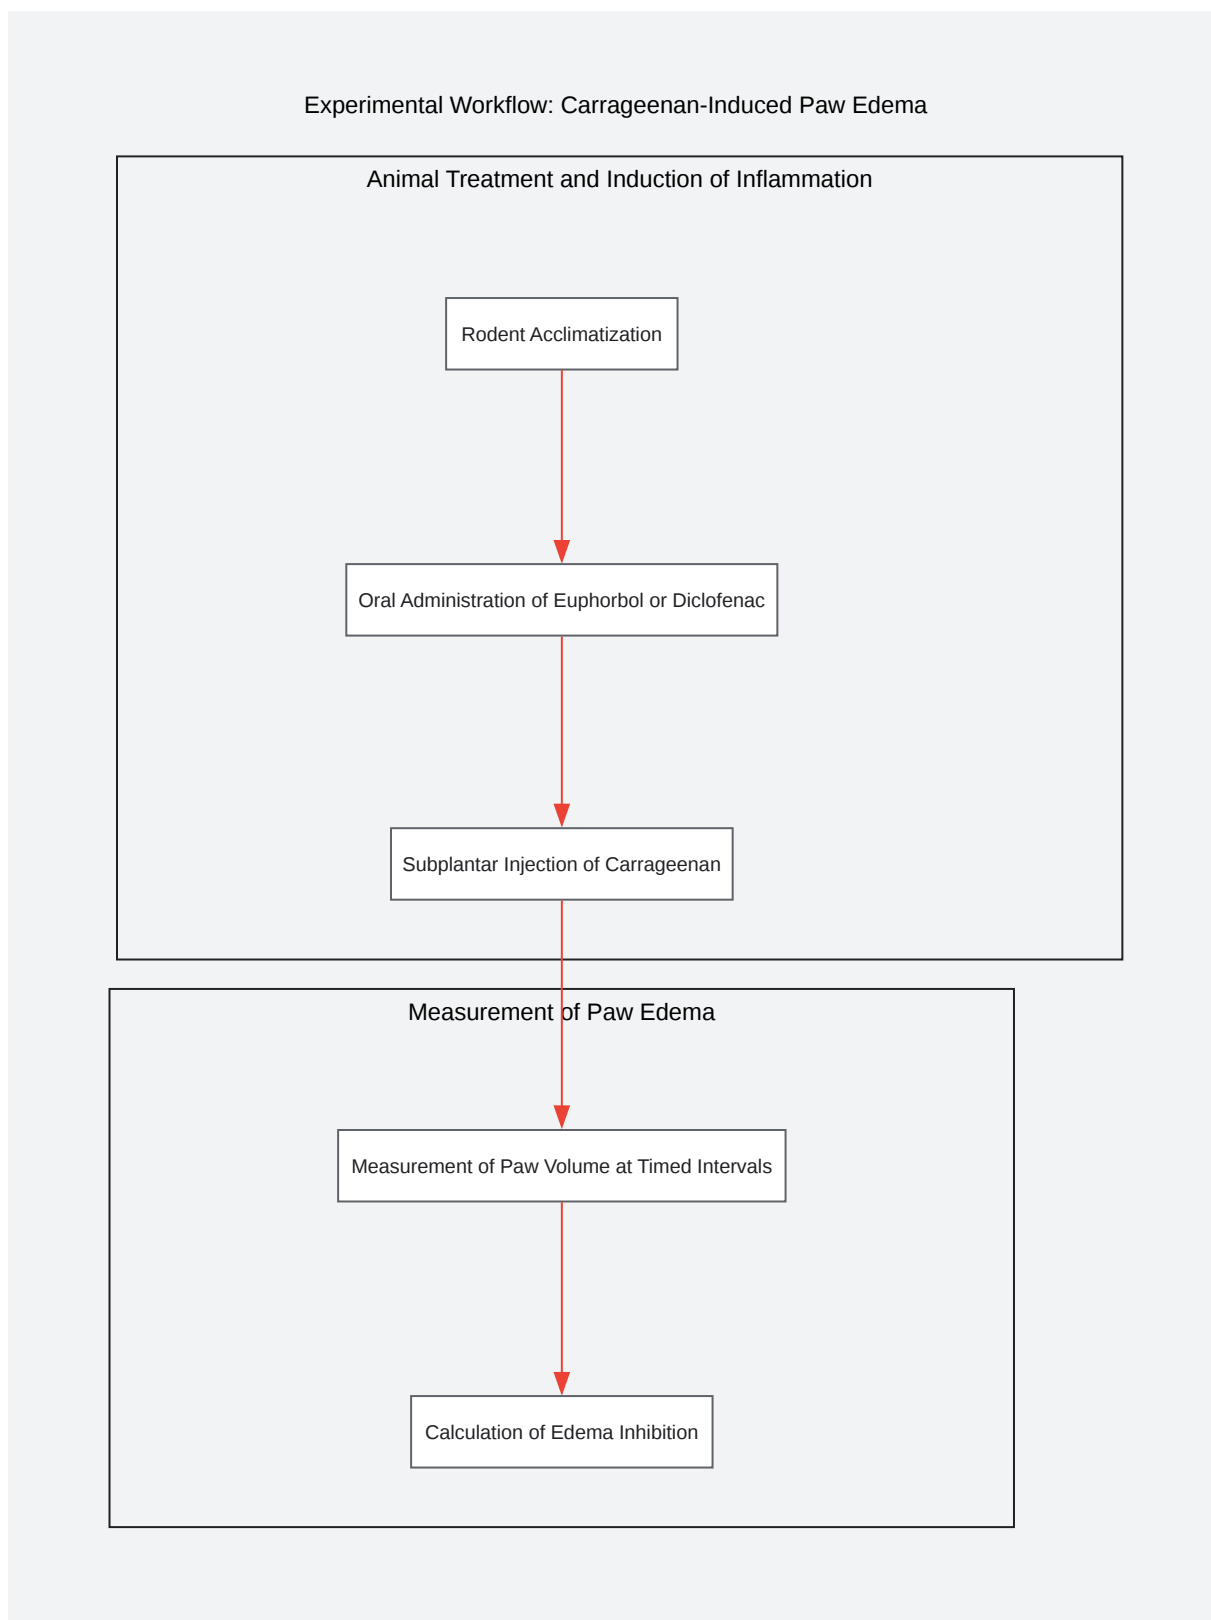 Experimental Workflow: Carrageenan-Induced Paw Edema
Animal Treatment and Induction of Inflammation
Rodent Acclimatization
Oral Administration of Euphorbol or Diclofenac
Subplantar Injection of Carrageenan
Measurement of Paw Edema
Measurement of Paw Volume at Timed Intervals
Calculation of Edema Inhibition